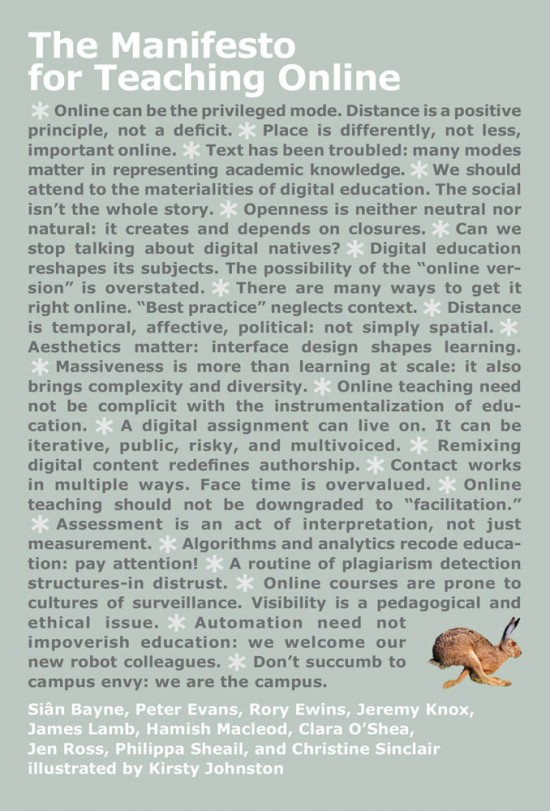 The Manifesto
for Teaching Online
* Online can be the privileged mode. Distance is a positive
principle, not a deficit. * Place is differently, not less,
important online. * Text has been troubled: many modes
matter in representing academic knowledge. * We should
attend to the materialities of digital education. The social
isn’t the whole story. * Openness is neither neutral nor
natural: it creates and depends on closures. * Can we
stop talking about digital natives? * Digital education
reshapes its subjects. The possibility of the “online ver-
sion” is overstated. * There are many ways to get it
right online. “Best practice” neglects context. * Distance
is temporal, affective, political: not simply spatial. *
Aesthetics matter: interface design shapes learning.
* Massiveness is more than learning at scale: it also
brings complexity and diversity. * Online teaching need
not be complicit with the instrumentalization of edu-
cation. * A digital assignment can live on. It can be
iterative, public, risky, and multivoiced. * Remixing
digital content redefines authorship. * Contact works
in multiple ways. Face time is overvalued. * Online
teaching should not be downgraded to “facilitation.”
* Assessment is an act of interpretation, not just
measurement. * Algorithms and analytics recode educa-
tion: pay attention! * A routine of plagiarism detection
structures-in distrust. * Online courses are prone to
cultures of surveillance. Visibility is a pedagogical and
ethical issue. * Automation need not
impoverish education: we welcome our
new robot colleagues. * Don’t succumb to
campus envy: we are the campus.
Siân Bayne, Peter Evans, Rory Ewins, Jeremy Knox,
James Lamb, Hamish Macleod, Clara O’Shea,
Jen Ross, Philippa Sheail, and Christine Sinclair
illustrated by Kirsty Johnston